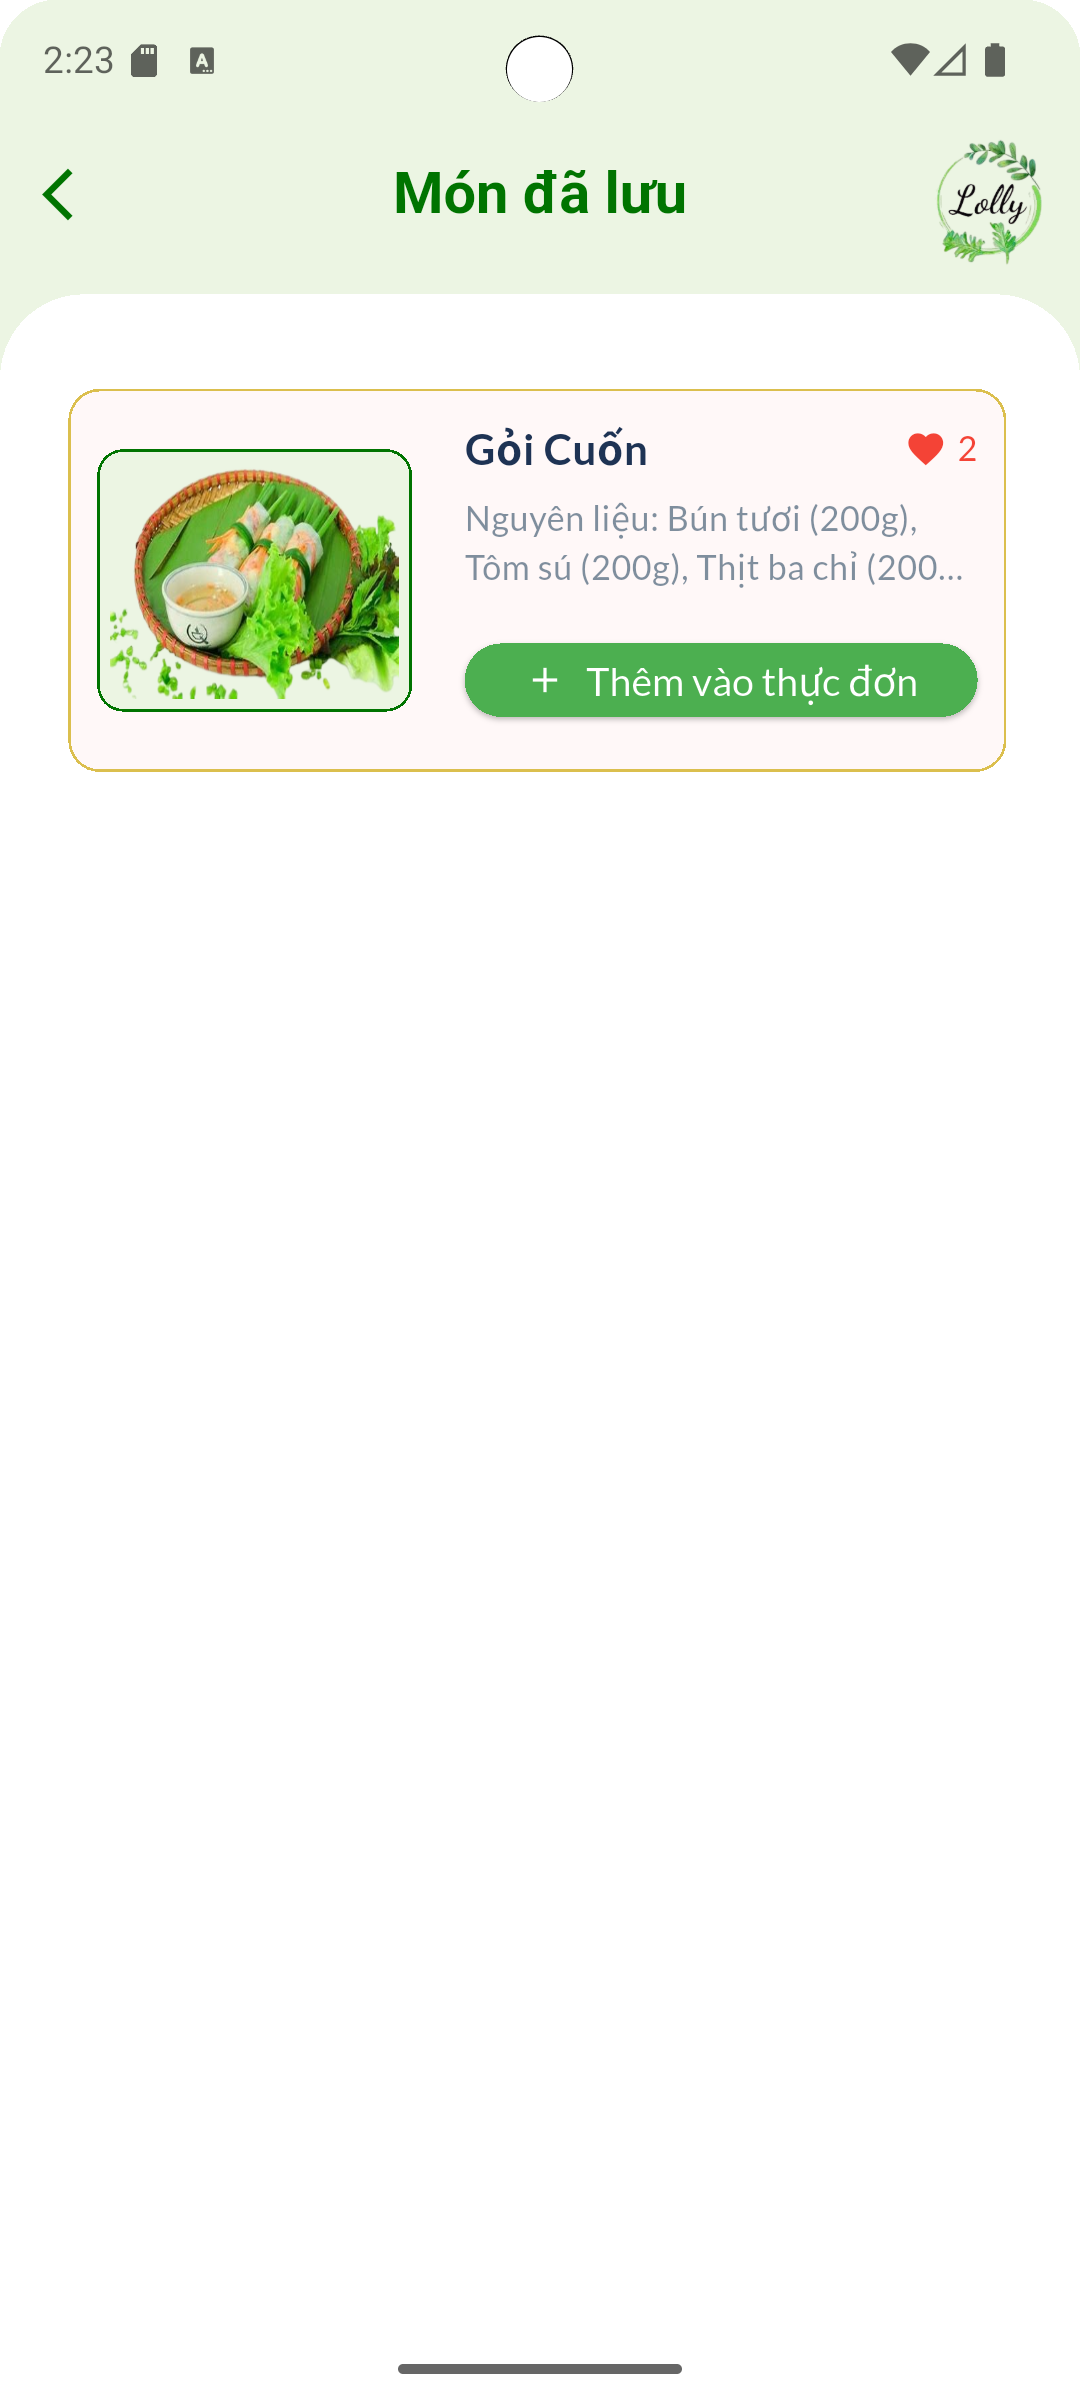 2:23
Món đã lưu
Lolly
Gỏi Cuốn
2
Nguyên liệu: Bún tươi (200g),
Tôm sú (200g), Thịt ba chỉ (200...
+ Thêm vào thực đơn